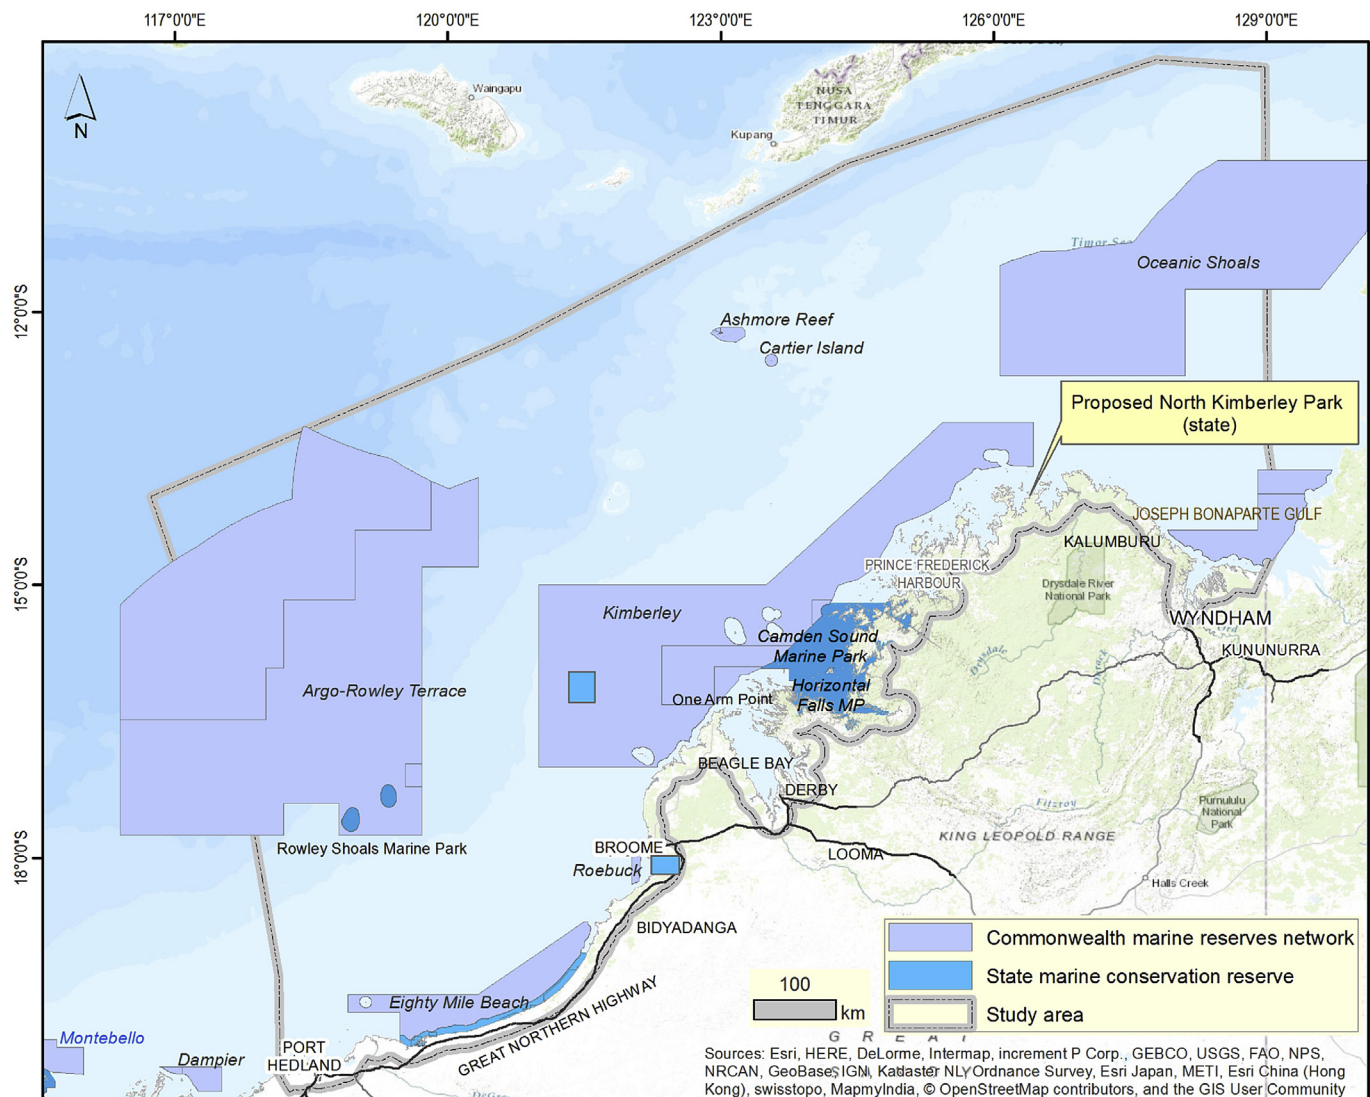 117°0'0"E
120°0'0"E
123°0'0"E
126°0'0"E
129°0'0"E
12°0'0"S
15°0'0"S
18°0'0"S
N
Waingapu
NUSA
TENGGARA
TIMUR
Kupang
Timor Sea
Oceanic Shoals
Ashmore Reef
Cartier Island
Proposed North Kimberley Park
(state)
JOSEPH BONAPARTE GULF
KALUMBURU
PRINCE FREDERICK
HARBOUR
Drysdale River
National Park
Kimberley
WYNDHAM
Ord
Camden Sound
Marine Park
KUNUNURRA
Drysdale
Durack
Argo-Rowley Terrace
Horizontal
Falls MP
One Arm Point
BEAGLE BAY
DERBY
Fitzroy
Purnululu
National
Park
KING LEOPOLD RANGE
Rowley Shoals Marine Park
BROOME
LOOMA
Roebuck
Halls Creek
BIDYADANGA
Eighty Mile Beach
GREAT NORTHERN HIGHWAY
Montebello
Dampier
PORT
HEDLAND
100
km
Commonwealth marine reserves network
State marine conservation reserve
Study area
G R E A T
Sources: Esri, HERE, DeLorme, Intermap, increment P Corp., GEBCO, USGS, FAO, NPS,
NRCAN, GeoBase, IGN, Kadaster NL, Ordnance Survey, Esri Japan, METI, Esri China (Hong
Kong), swisstopo, MapmyIndia, © OpenStreetMap contributors, and the GIS User Community